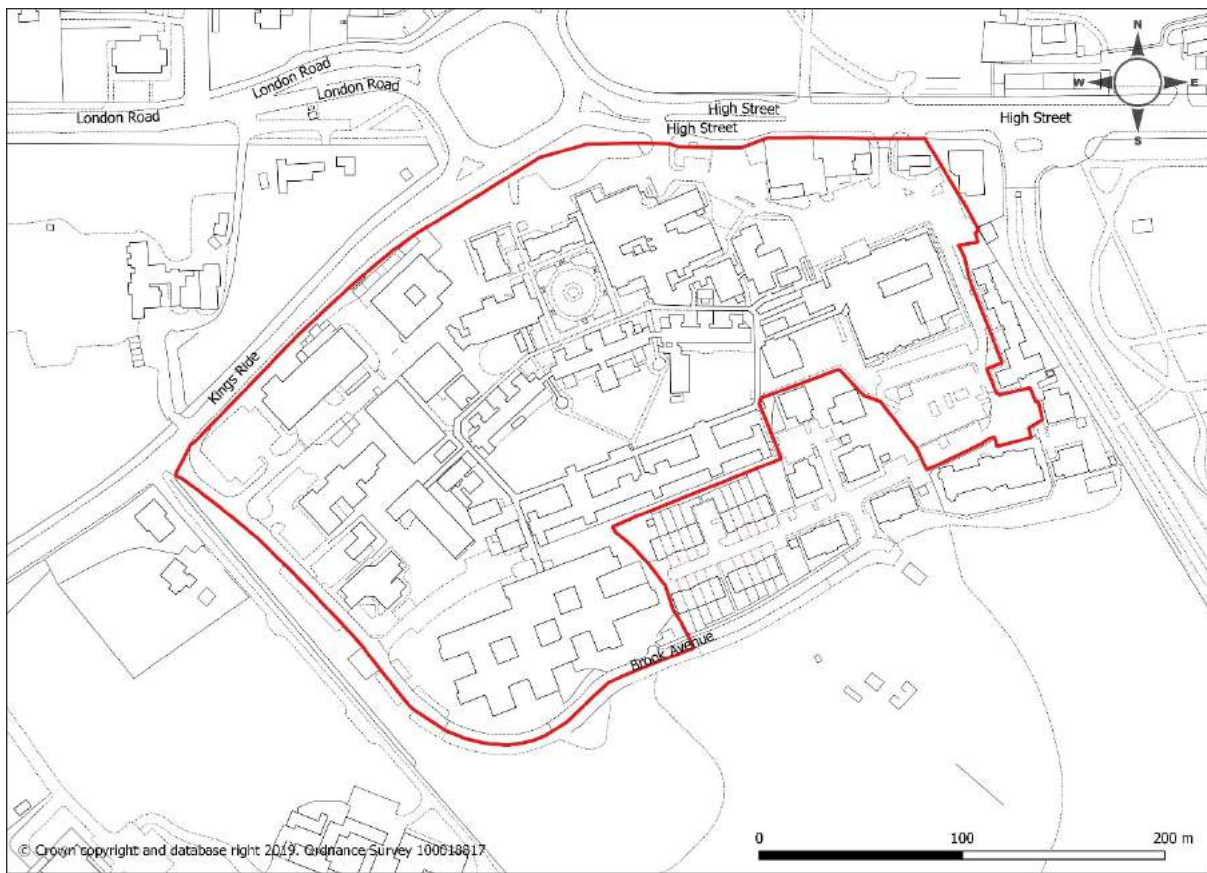 London Road
London Road
London Road
High Street
High Street
High Street
N
W
E
S
Kings Ride
Brook Avenue
© Crown copyright and database right 2019. Ordnance Survey 100018817
0
100
200 m